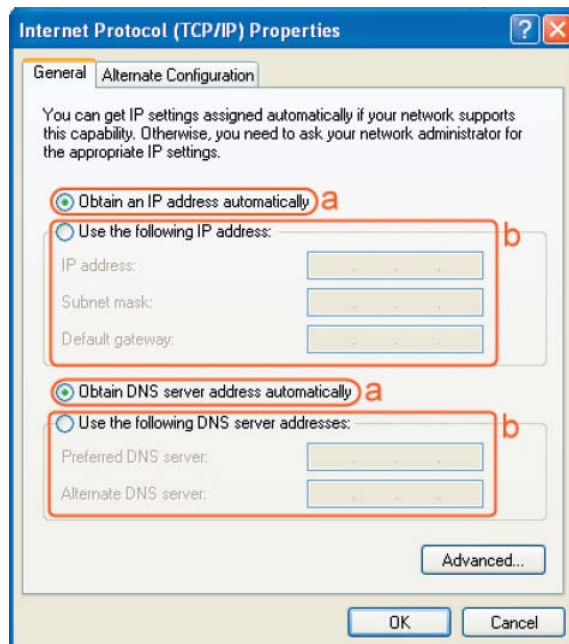 Internet Protocol (TCP/IP) Properties
General
Alternate Configuration
You can get IP settings assigned automatically if your network supports
this capability. Otherwise, you need to ask your network administrator for
the appropriate IP settings.
Obtain an IP address automatically
a
Use the following IP address:
b
IP address:
Subnet mask:
Default gateway:
Obtain DNS server address automatically
a
Use the following DNS server addresses:
b
Preferred DNS server:
Alternate DNS server:
Advanced...
OK
Cancel